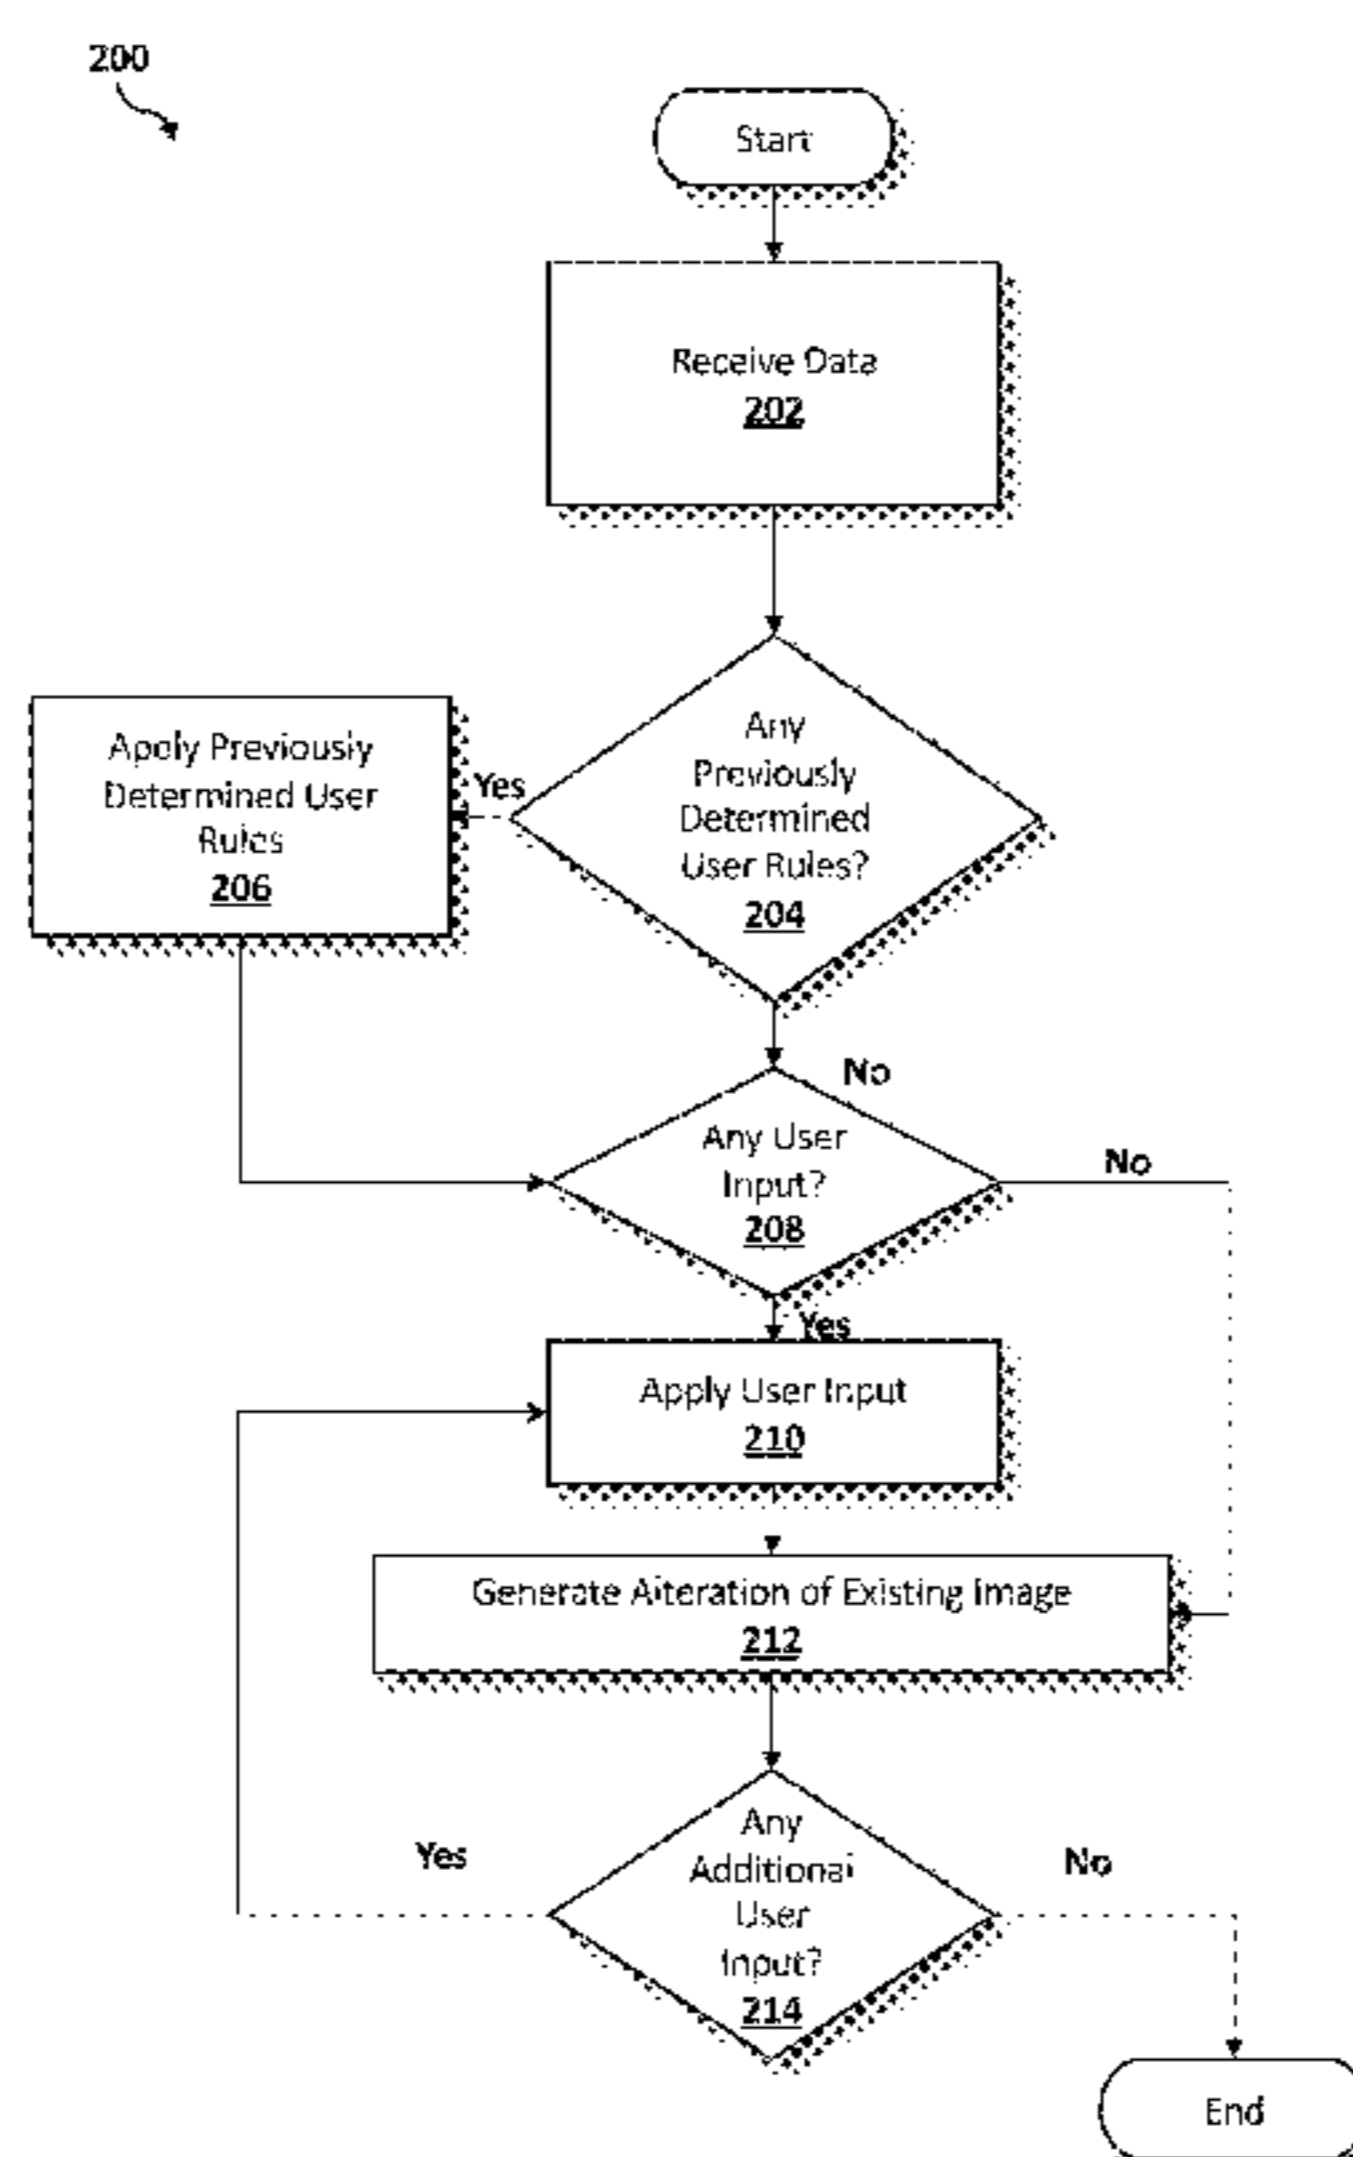 200
Start
Receive Data
202
Any
Previously
Determined
User Rules?
204
Yes
Apply Previously
Determined User
Rules
206
No
Any User
Input?
208
No
Yes
Apply User Input
210
Generate Alteration of Existing Image
212
Any
Additional
User
Input?
214
Yes
No
End